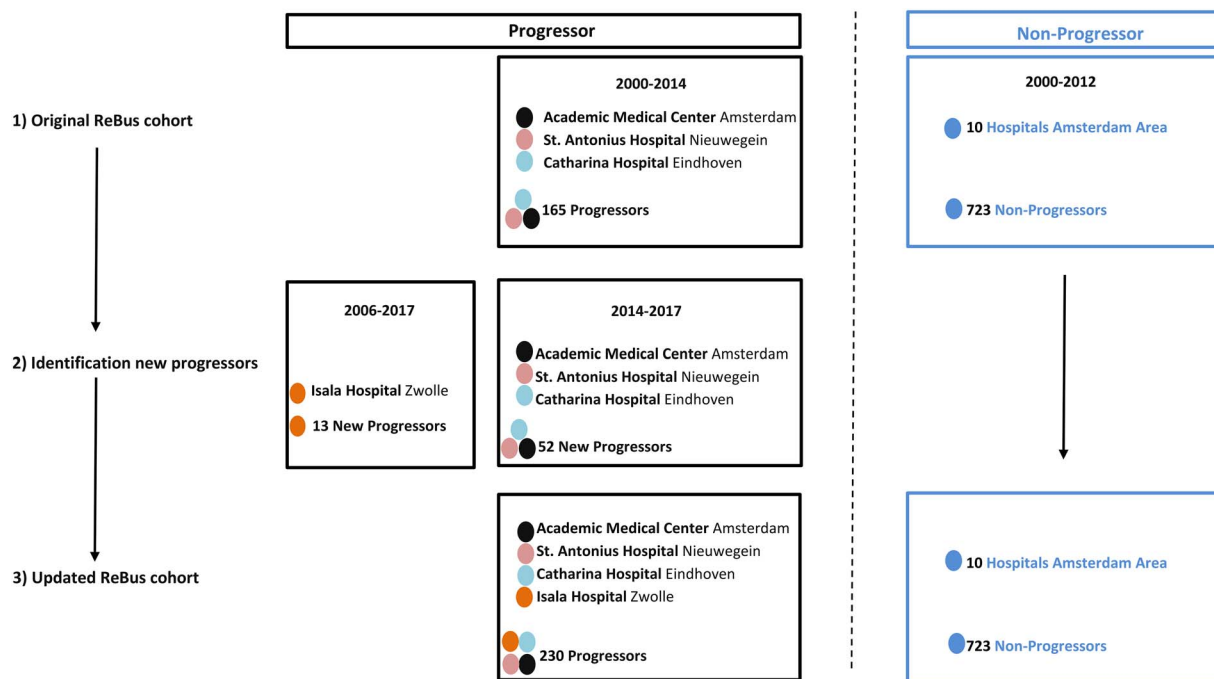 Progressor
Non-Progressor
1) Original ReBus cohort
2000-2014
Academic Medical Center Amsterdam
St. Antonius Hospital Nieuwegein
Catharina Hospital Eindhoven
165 Progressors
2000-2012
10 Hospitals Amsterdam Area
723 Non-Progressors
2) Identification new progressors
2006-2017
Isala Hospital Zwolle
13 New Progressors
2014-2017
Academic Medical Center Amsterdam
St. Antonius Hospital Nieuwegein
Catharina Hospital Eindhoven
52 New Progressors
3) Updated ReBus cohort
Academic Medical Center Amsterdam
St. Antonius Hospital Nieuwegein
Catharina Hospital Eindhoven
Isala Hospital Zwolle
230 Progressors
10 Hospitals Amsterdam Area
723 Non-Progressors